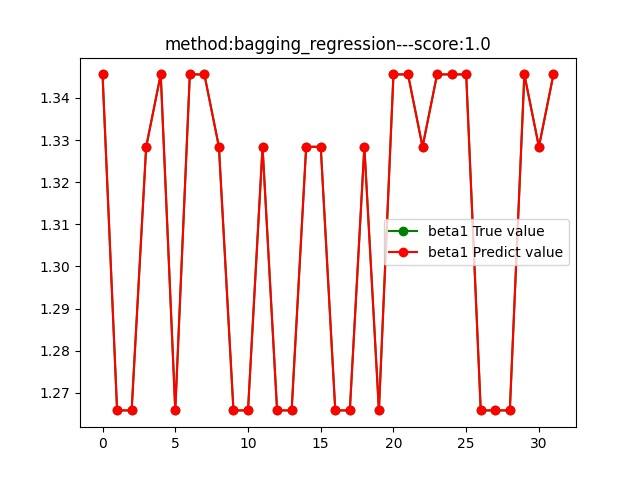 method:bagging_regression---score:1.0
1.34
1.33
1.32
1.31
1.30
1.29
1.28
1.27
beta1 True value
beta1 Predict value
0 5 10 15 20 25 30